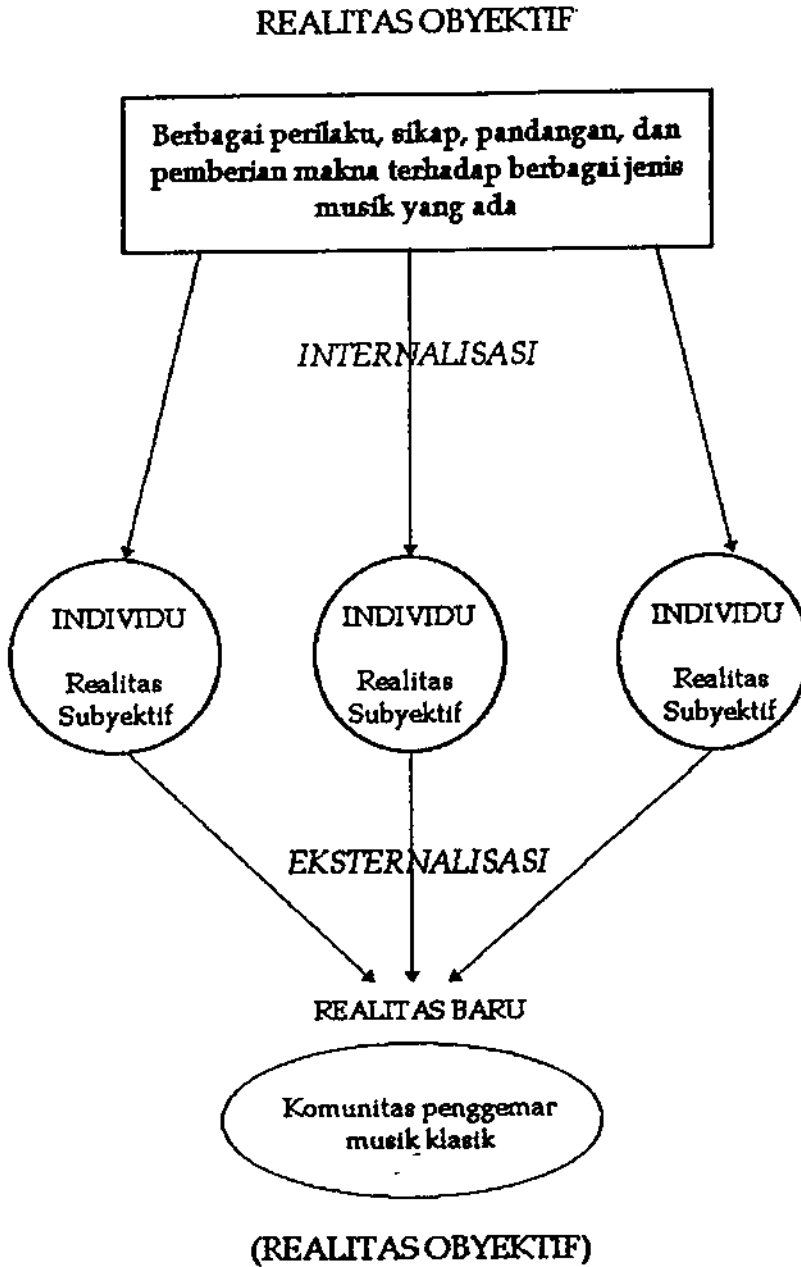 REALITAS OBYEKTIF
Berbagai perilaku, sikap, pandangan, dan
pemberian makna terhadap berbagai jenis
musik yang ada
INTERNALISASI
INDIVIDU
Realitas
Subyektif
INDIVIDU
Realitas
Subyektif
INDIVIDU
Realitas
Subyektif
EKSTERNALISASI
REALITAS BARU
Komunitas penggemar
musik klasik
(REALITAS OBYEKTIF)